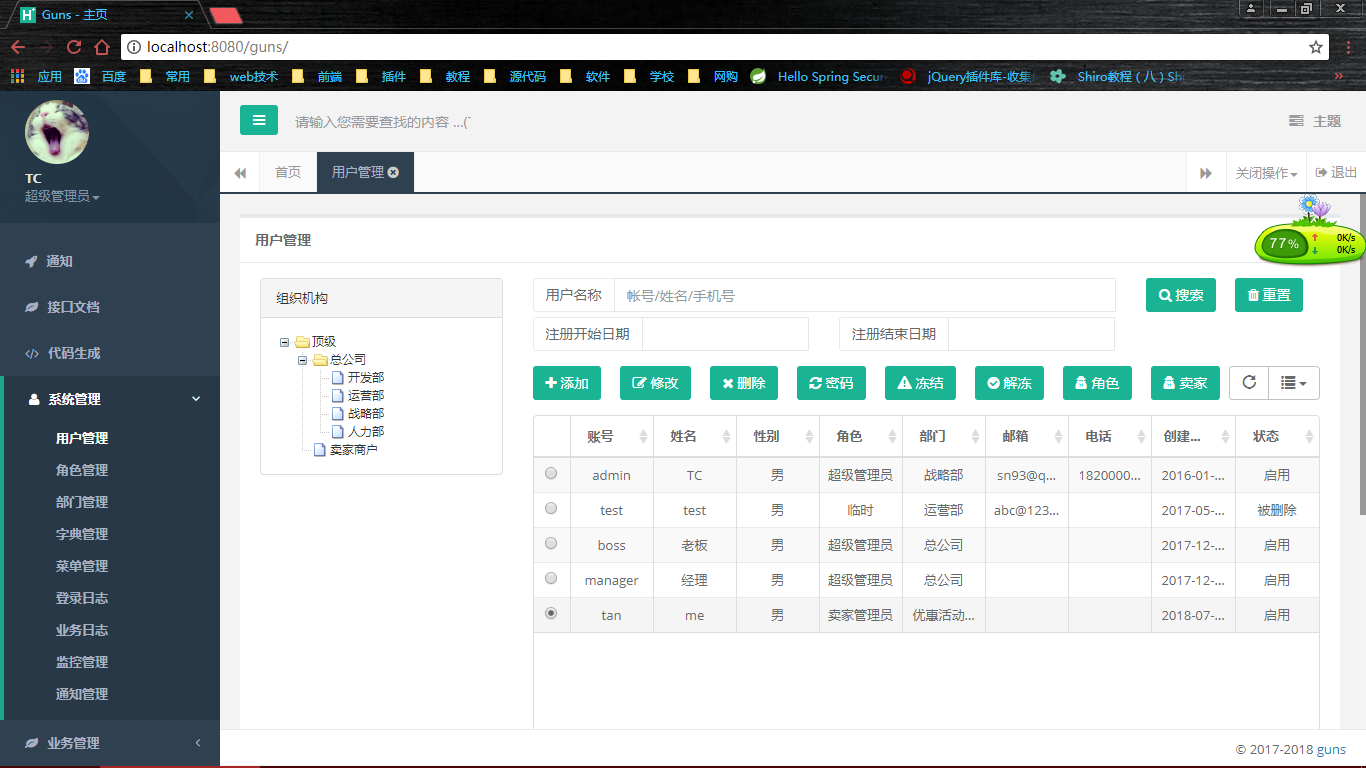 Guns - 主页
localhost:8080/guns/
应用 百度 常用 web技术 前端 插件 教程 源代码 软件 学校 网购 Hello Spring Secur jQuery插件库-收集 Shiro教程（八）Shi
TC
超级管理员
请输入您需要查找的内容 …(
主题
首页 用户管理 关闭操作 退出
77% 0K/s
0K/s
通知
接口文档
代码生成
系统管理
用户管理
角色管理
部门管理
字典管理
菜单管理
登录日志
业务日志
监控管理
通知管理
业务管理
用户管理
组织机构
顶级
总公司
开发部
运营部
战略部
人力部
卖家商户
用户名称 帐号/姓名/手机号 搜索 重置
注册开始日期 注册结束日期
添加 修改 删除 密码 冻结 解冻 角色 卖家
账号 姓名 性别 角色 部门 邮箱 电话 创建... 状态
admin TC 男 超级管理员 战略部 sn93@q... 1820000... 2016-01-... 启用
test test 男 临时 运营部 abc@123... 2017-05-... 被删除
boss 老板 男 超级管理员 总公司 2017-12-... 启用
manager 经理 男 超级管理员 总公司 2017-12-... 启用
tan me 男 卖家管理员 优惠活动... 2018-07-... 启用
© 2017-2018 guns